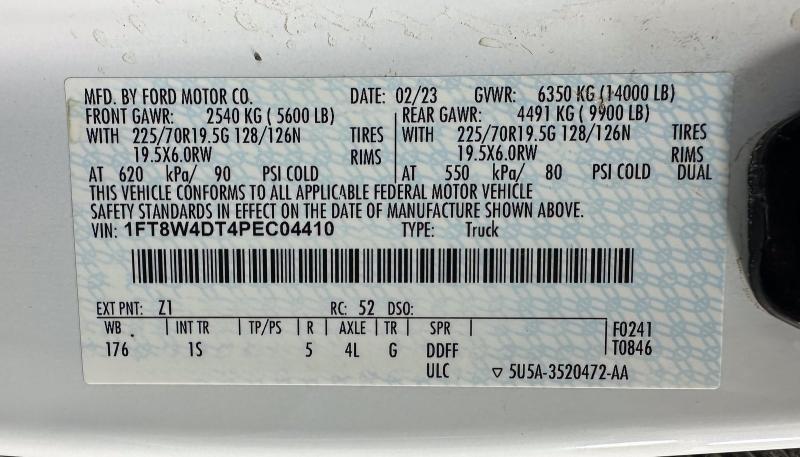 MFD. BY FORD MOTOR CO. DATE: 02/23 GVWR: 6350 KG (14000 LB)
FRONT GAWR: 2540 KG ( 5600 LB) REAR GAWR: 4491 KG ( 9900 LB)
WITH 225/70R19.5G 128/126N TIRES WITH 225/70R19.5G 128/126N TIRES
19.5X6.0RW RIMS 19.5X6.0RW RIMS
AT 620 kPa/ 90 PSI COLD AT 550 kPa/ 80 PSI COLD DUAL
THIS VEHICLE CONFORMS TO ALL APPLICABLE FEDERAL MOTOR VEHICLE
SAFETY STANDARDS IN EFFECT ON THE DATE OF MANUFACTURE SHOWN ABOVE.
VIN: 1FT8W4DT4PEC04410 TYPE: Truck
EXT PNT: Z1 RC: 52 DSO:
WB INT TR TP/PS R AXLE TR SPR F0241
176 1S 5 4L G DDFF T0846
ULC ▽ 5U5A-3520472-AA